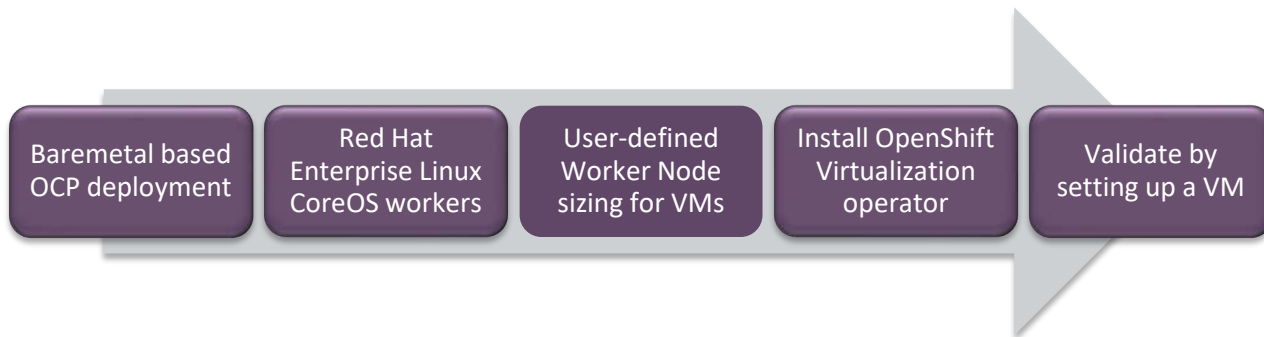 Baremetal based
OCP deployment
Red Hat
Enterprise Linux
CoreOS workers
User-defined
Worker Node
sizing for VMs
Install OpenShift
Virtualization
operator
Validate by
setting up a VM